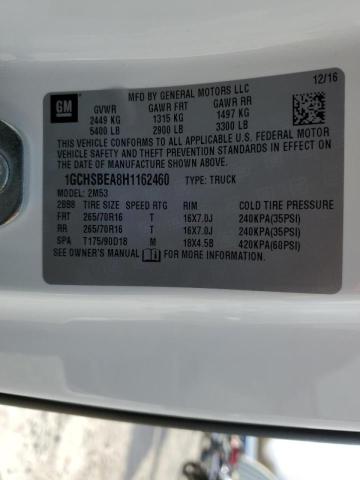 GM
MFD BY GENERAL MOTORS LLC
12/16
GVWR GAWR FRT GAWR RR
2449 KG 1315 KG 1497 KG
5400 LB 2900 LB 3300 LB
THIS VEHICLE CONFORMS TO ALL APPLICABLE U.S. FEDERAL MOTOR
VEHICLE SAFETY STANDARDS IN EFFECT ON THE
DATE OF MANUFACTURE SHOWN ABOVE.
1GCHSBEA8H1162460 TYPE: TRUCK
MODEL: 2M53
2BB8 TIRE SIZE SPEED RTG RIM COLD TIRE PRESSURE
FRT 265/70R16 T 16X7.0J 240KPA(35PSI)
RR 265/70R16 T 16X7.0J 240KPA(35PSI)
SPA T175/90D18 M 18X4.5B 420KPA(60PSI)
SEE OWNER'S MANUAL FOR MORE INFORMATION